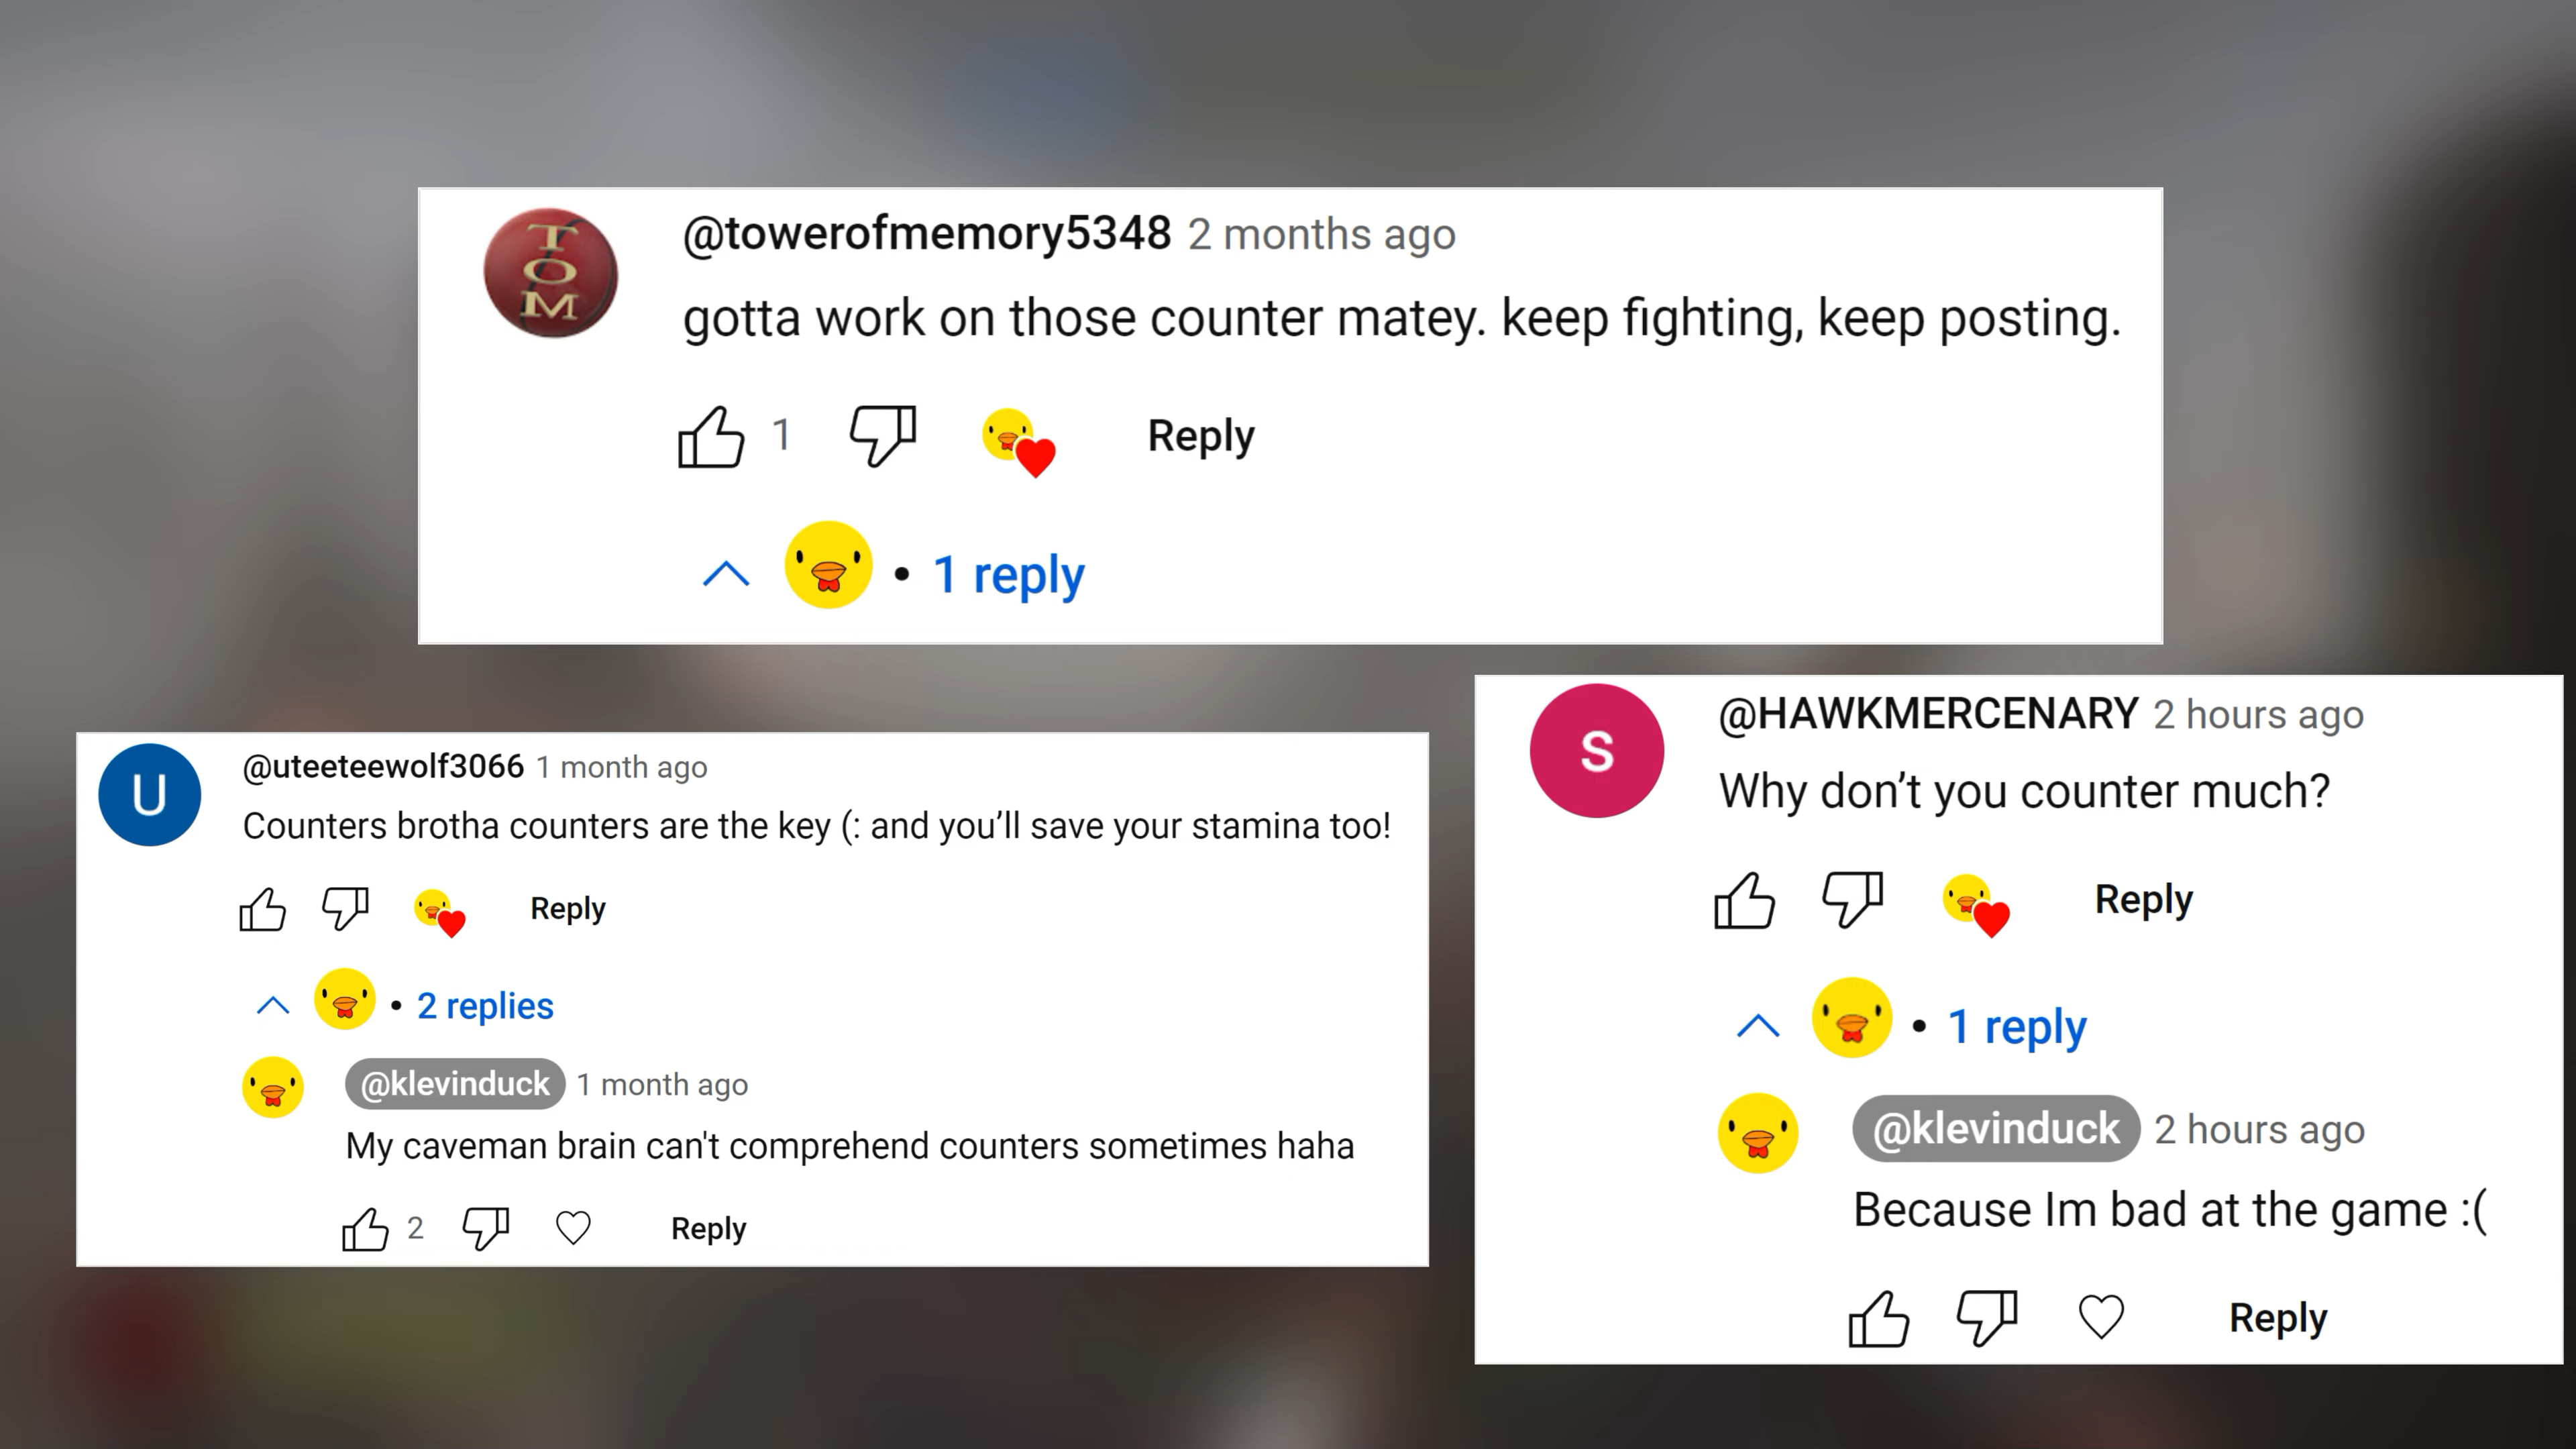 T
O
M
@towerofmemory5348 2 months ago
gotta work on those counter matey. keep fighting, keep posting.
1 Reply
• 1 reply
U
@uteeteewolf3066 1 month ago
Counters brotha counters are the key (: and you’ll save your stamina too!
Reply
• 2 replies
@klevinduck 1 month ago
My caveman brain can't comprehend counters sometimes haha
2 Reply
S
@HAWKMERCENARY 2 hours ago
Why don’t you counter much?
Reply
• 1 reply
@klevinduck 2 hours ago
Because Im bad at the game :(
Reply